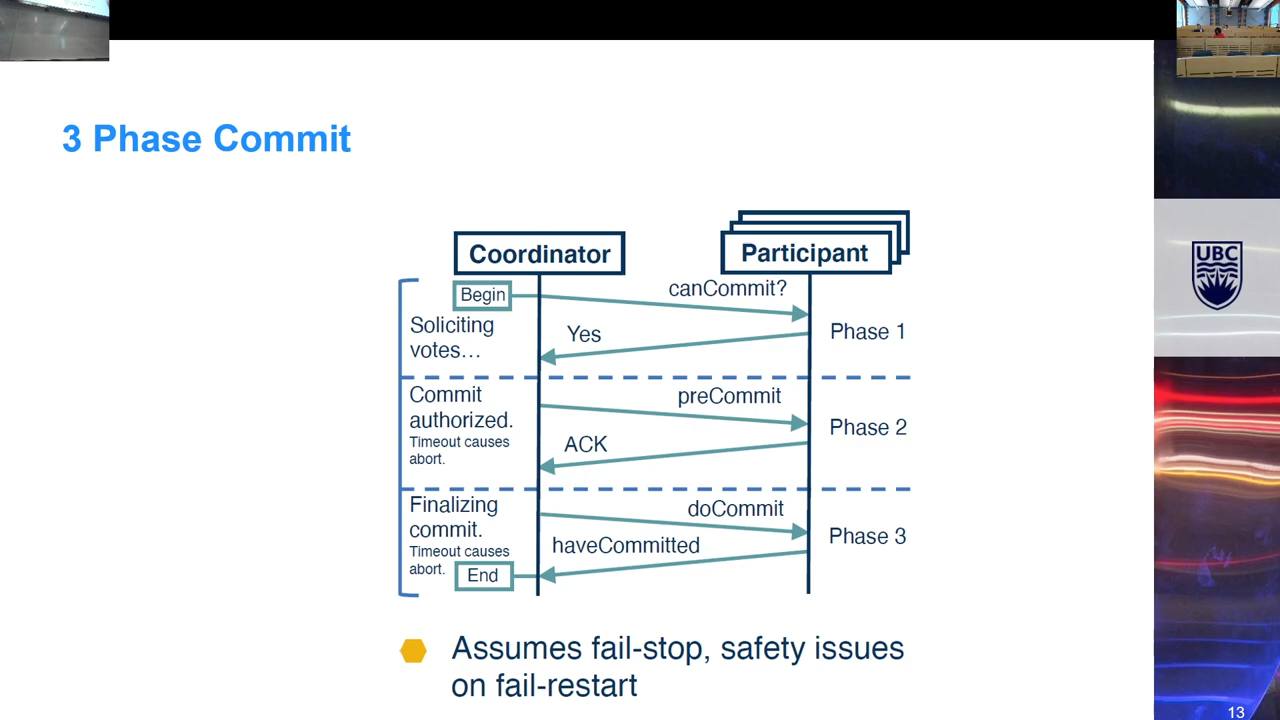 3 Phase Commit
Coordinator
Participant
Begin
canCommit?
Soliciting
votes...
Yes
Phase 1
Commit
authorized.
Timeout causes
abort.
preCommit
ACK
Phase 2
Finalizing
commit.
Timeout causes
abort.
doCommit
haveCommitted
Phase 3
End
Assumes fail-stop, safety issues
on fail-restart
UBC
13